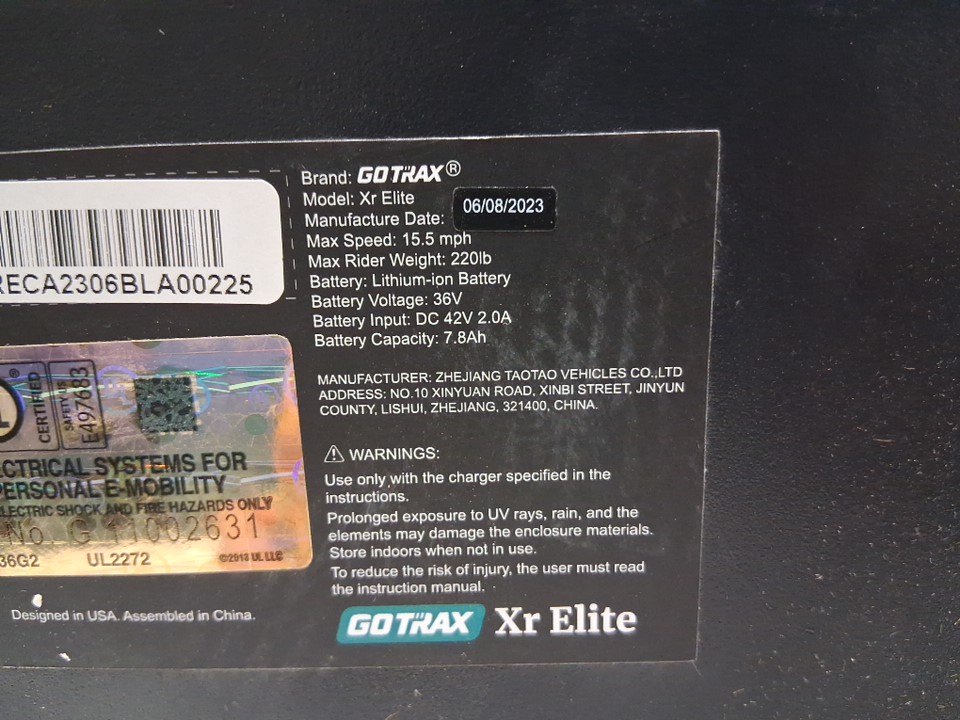 RECA2306BLA00225
Brand: GOTRAX®
Model: Xr Elite
Manufacture Date: 06/08/2023
Max Speed: 15.5 mph
Max Rider Weight: 220lb
Battery: Lithium-ion Battery
Battery Voltage: 36V
Battery Input: DC 42V 2.0A
Battery Capacity: 7.8Ah
MANUFACTURER: ZHEJIANG TAOTAO VEHICLES CO.,LTD
ADDRESS: NO.10 XINYUAN ROAD, XINBI STREET, JINYUN
COUNTY, LISHUI, ZHEJIANG, 321400, CHINA.
®
CERTIFIED
SAFETY US
E497683
CTRICAL SYSTEMS FOR
PERSONAL E-MOBILITY
LECTRIC SHOCK AND FIRE HAZARDS ONLY
No. G 11002631
36G2 UL2272 ©2013 UL LLC
Designed in USA. Assembled in China.
⚠ WARNINGS:
Use only with the charger specified in the
instructions.
Prolonged exposure to UV rays, rain, and the
elements may damage the enclosure materials.
Store indoors when not in use.
To reduce the risk of injury, the user must read
the instruction manual.
GOTRAX Xr Elite